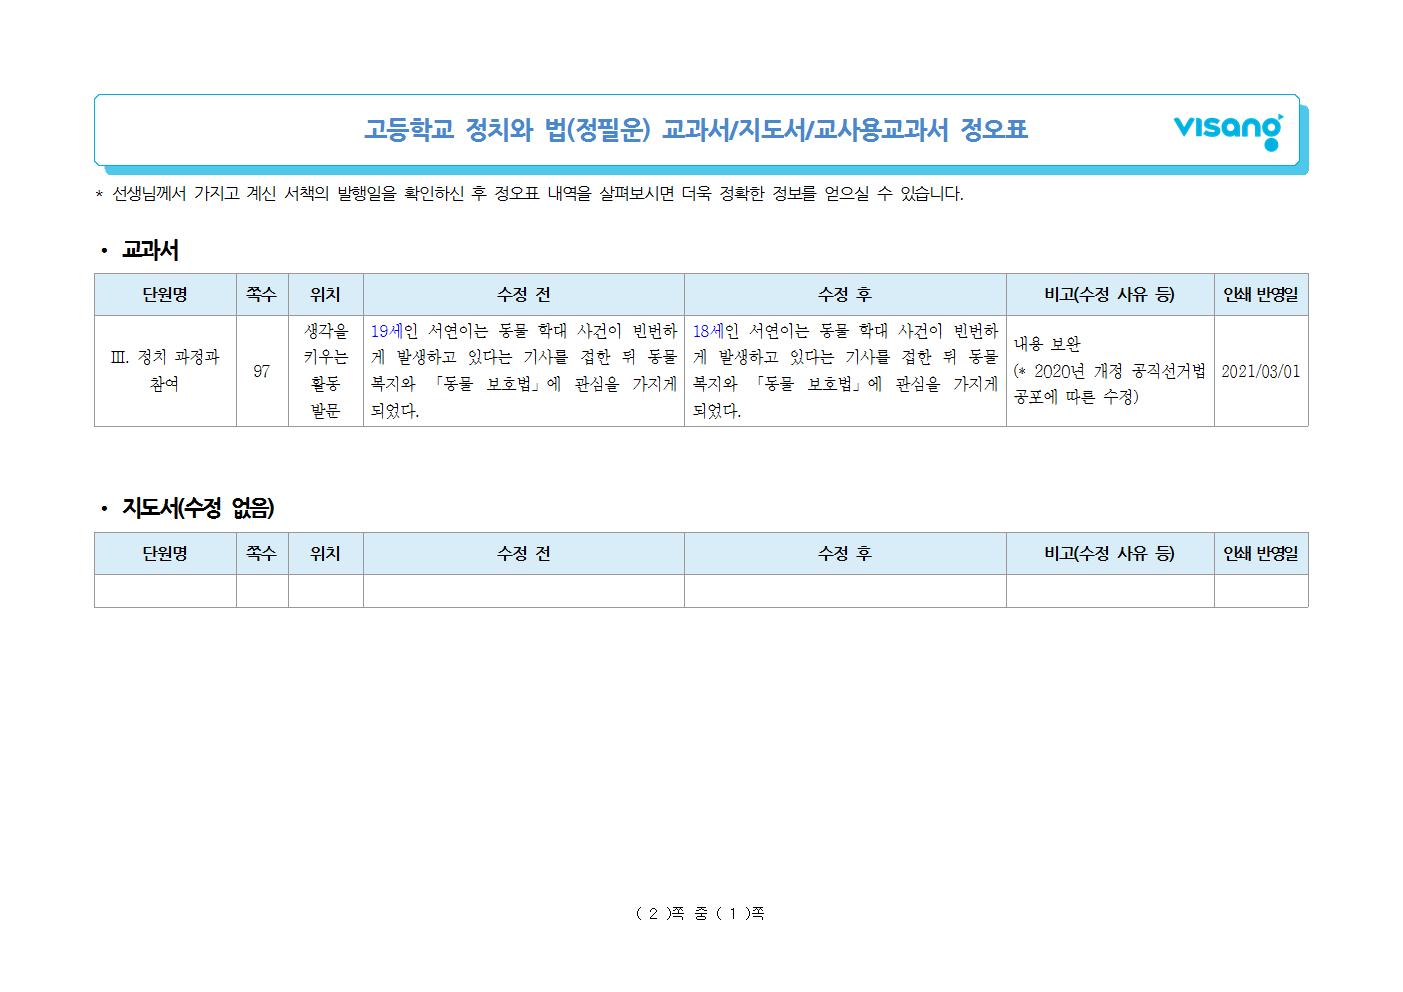 고등학교 정치와 법(정필운) 교과서/지도서/교사용교과서 정오표
visang
* 선생님께서 가지고 계신 서책의 발행일을 확인하신 후 정오표 내역을 살펴보시면 더욱 정확한 정보를 얻으실 수 있습니다.
• 교과서
단원명 쪽수 위치 수정 전 수정 후 비고(수정 사유 등) 인쇄 반영일
Ⅲ. 정치 과정과
참여
97
생각을
키우는
활동
발문
19세인 서연이는 동물 학대 사건이 빈번하
게 발생하고 있다는 기사를 접한 뒤 동물
복지와 「동물 보호법」에 관심을 가지게
되었다.
18세인 서연이는 동물 학대 사건이 빈번하
게 발생하고 있다는 기사를 접한 뒤 동물
복지와 「동물 보호법」에 관심을 가지게
되었다.
내용 보완
(* 2020년 개정 공직선거법
공포에 따른 수정)
2021/03/01
• 지도서(수정 없음)
단원명 쪽수 위치 수정 전 수정 후 비고(수정 사유 등) 인쇄 반영일
( 2 )쪽 중 ( 1 )쪽